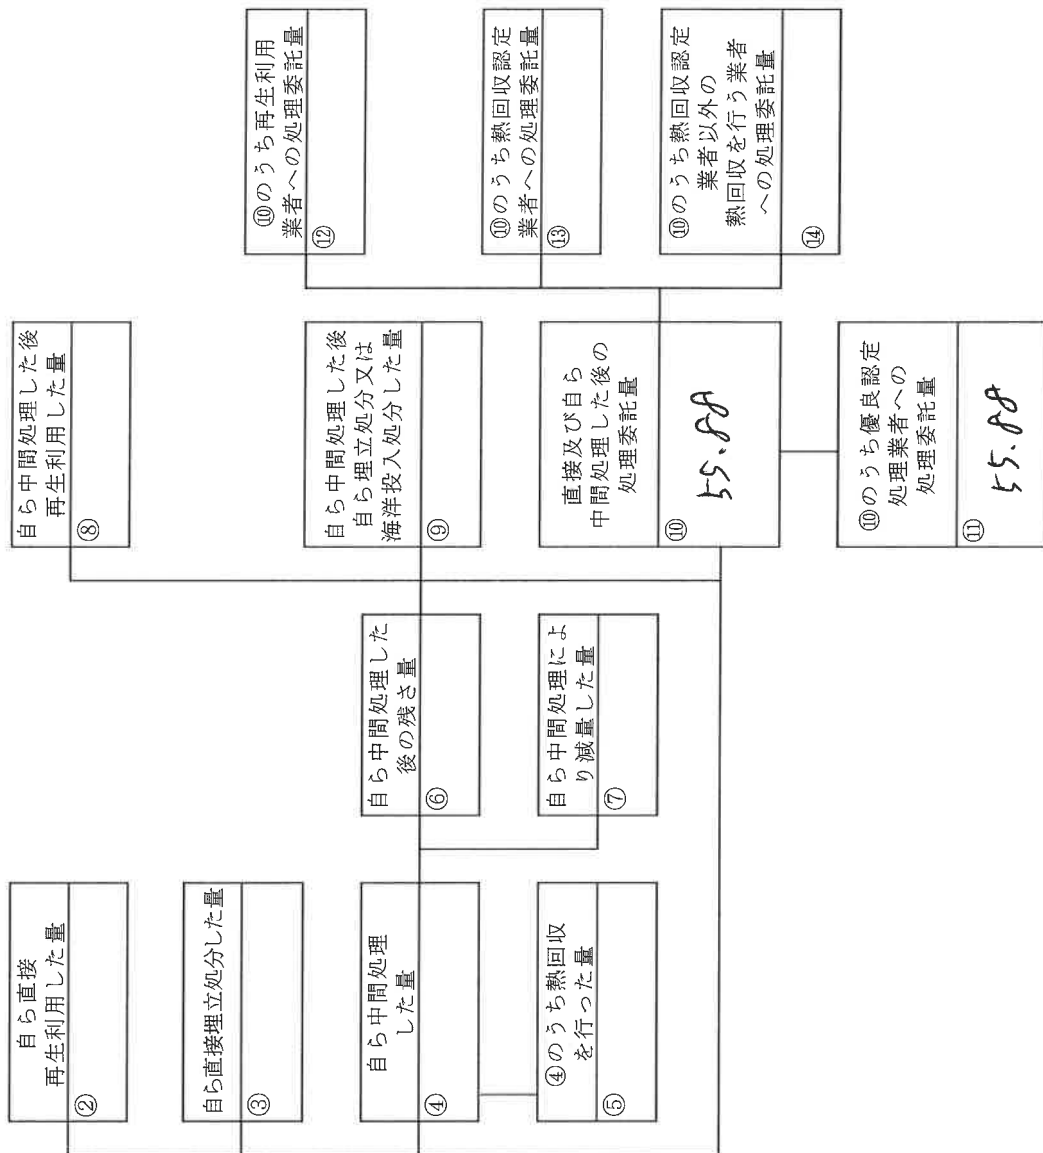 自ら直接
再生利用した量
②
自ら直接埋立処分した量
③
自ら中間処理
した量
④
④のうち熱回収
を行った量
⑤
自ら中間処理した
後の残さ量
⑥
自ら中間処理によ
り減量した量
⑦
自ら中間処理した後
再生利用した量
⑧
自ら中間処理した後
自ら埋立処分又は
海洋投入処分した量
⑨
直接及び自ら
中間処理した後の
処理委託量
⑩
55.88
⑩のうち優良認定
処理業者への
処理委託量
⑪
55.88
⑩のうち再生利用
業者への処理委託量
⑫
⑩のうち熱回収認定
業者への処理委託量
⑬
⑩のうち熱回収認定
業者以外の
熱回収を行う業者
への処理委託量
⑭